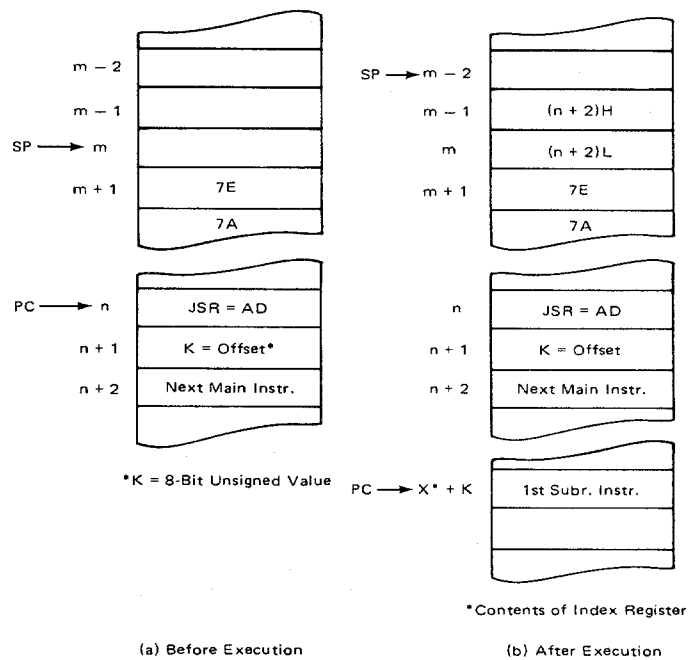 m − 2
m − 1
SP → m
m + 1 7E
7A
PC → n JSR = AD
n + 1 K = Offset*
n + 2 Next Main Instr.
*K = 8-Bit Unsigned Value
(a) Before Execution
SP → m − 2
m − 1 (n + 2)H
m (n + 2)L
m + 1 7E
7A
n JSR = AD
n + 1 K = Offset
n + 2 Next Main Instr.
PC → X* + K 1st Subr. Instr.
*Contents of Index Register
(b) After Execution